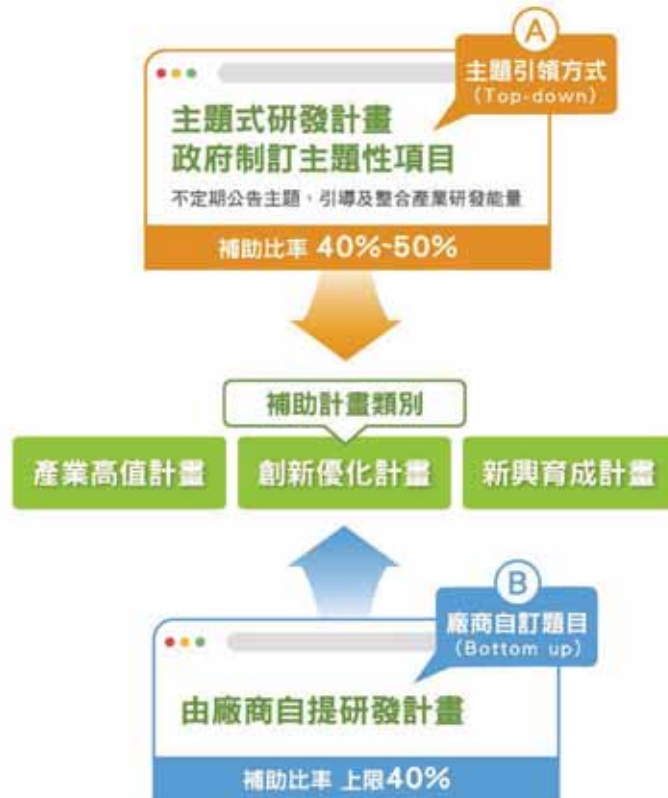 A
主題引領方式
(Top-down)
主題式研發計畫
政府制訂主題性項目
不定期公告主題，引導及整合產業研發能量
補助比率 40%~50%
補助計畫類別
產業高值計畫
創新優化計畫
新興育成計畫
B
廠商自訂題目
(Bottom up)
由廠商自提研發計畫
補助比率 上限40%